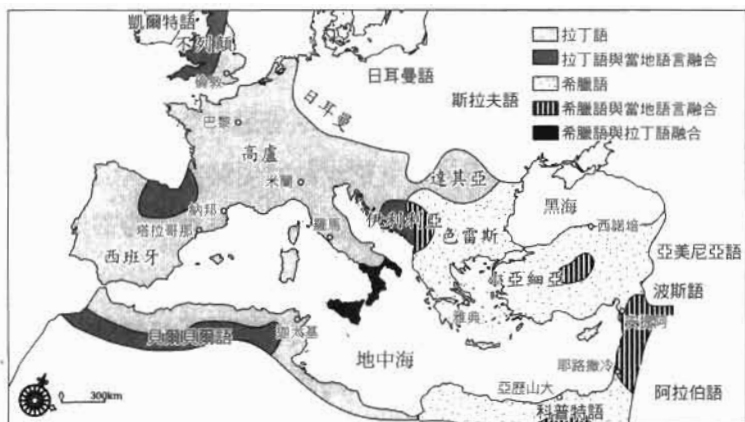 凱爾特語
不列顛
倫敦
日耳曼語
斯拉夫語
日耳曼
巴黎
高盧
米蘭
達其亞
黑海
納邦
塔拉哥那
西班牙
羅馬
伊利利亞
色雷斯
西諾培
亞美尼亞語
亞細亞
波斯語
雅典
貝爾貝爾語
迦太基
地中海
耶路撒冷
亞歷山大
阿拉伯語
科普特語
拉丁語
拉丁語與當地語言融合
希臘語
希臘語與當地語言融合
希臘語與拉丁語融合
300km